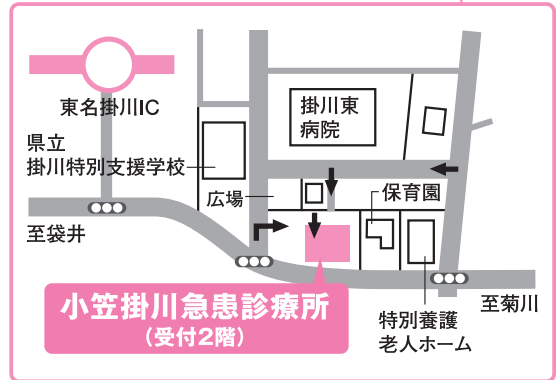 東名掛川IC
掛川東
病院
県立
掛川特別支援学校
広場
保育園
至袋井
小笠掛川急患診療所
(受付2階)
特別養護
老人ホーム
至菊川